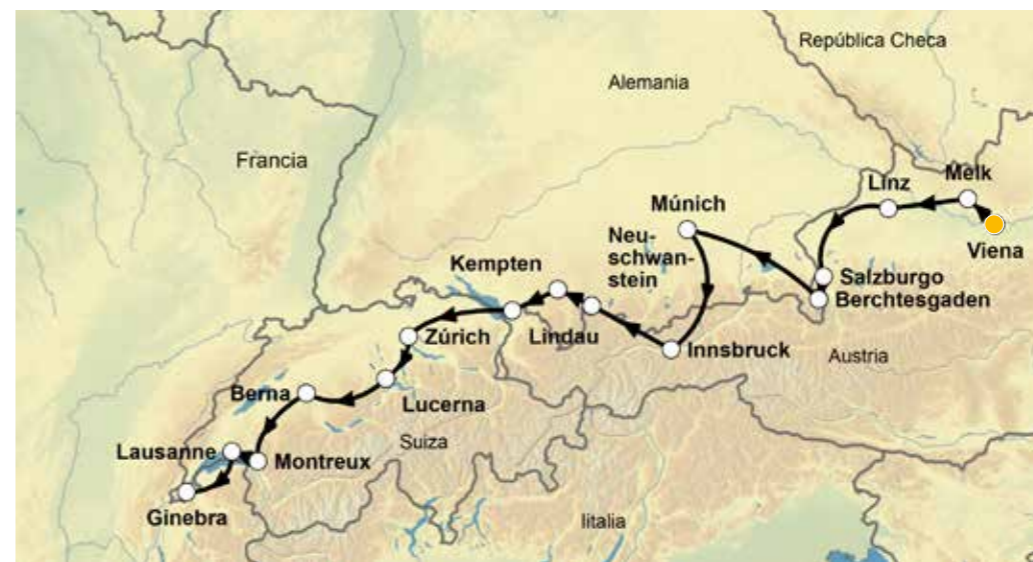 República Checa
Alemania
Francia
Melk
Linz
Múnich
Viena
Neu-
schwan-
stein
Kempten
Salzburgo
Berchtesgaden
Zúrich
Lindau
Innsbruck
Austria
Berna
Lucerna
Suiza
Lausanne
Montreux
Ginebra
Iitalia